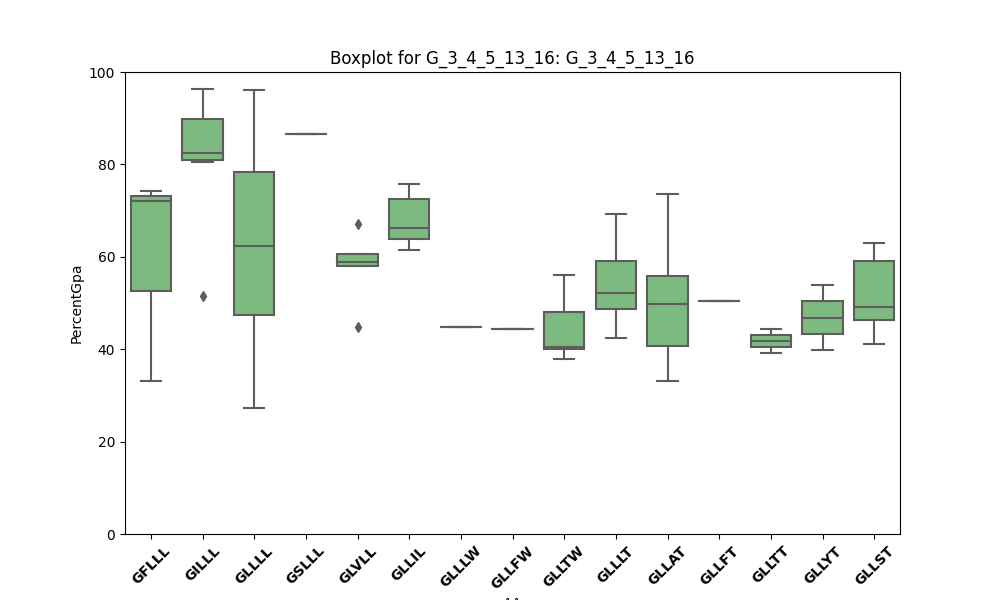 Boxplot for G_3_4_5_13_16: G_3_4_5_13_16
100
80
60
40
20
0
PercentGpa
GFLLL GILLL GLLLL GSLLL GLVLL GLLIL GLLLW GLLFW GLLTW GLLLT GLLAT GLLFT GLLTT GLLYT GLLST